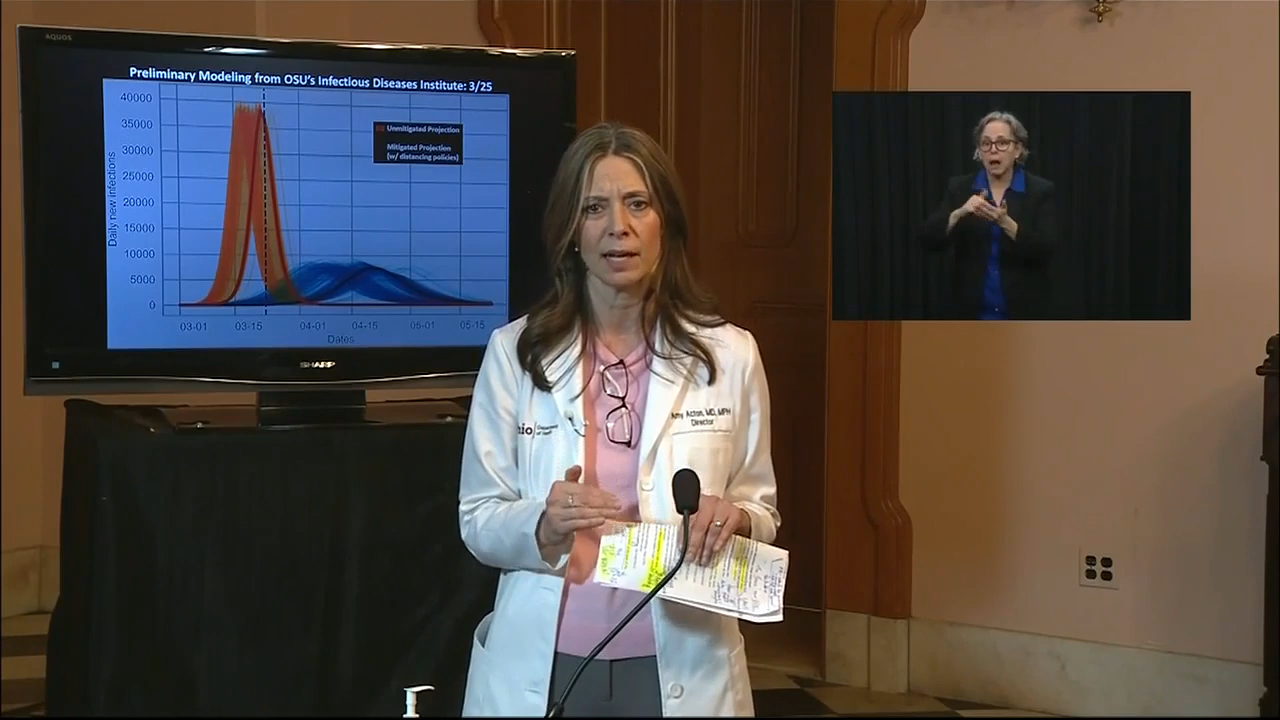 AQUOS
Preliminary Modeling from OSU's Infectious Diseases Institute: 3/25
40000
35000
30000
25000
20000
15000
10000
5000
0
Daily new infections
Unmitigated Projection
Mitigated Projection
(w/ distancing policies)
03-01 03-15 04-01 04-15 05-01 05-15
Dates
SHARP
Amy Acton, MD, MPH
Director
hio